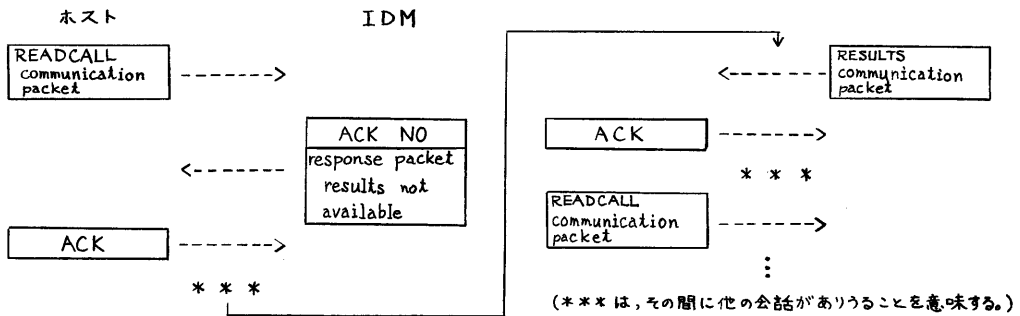 ホスト
IDM
READCALL
communication
packet
ACK NO
response packet
results not
available
ACK
* * *
RESULTS
communication
packet
ACK
* * *
READCALL
communication
packet
⋮
(*** は,その間に他の会話がありうることを意味する。)